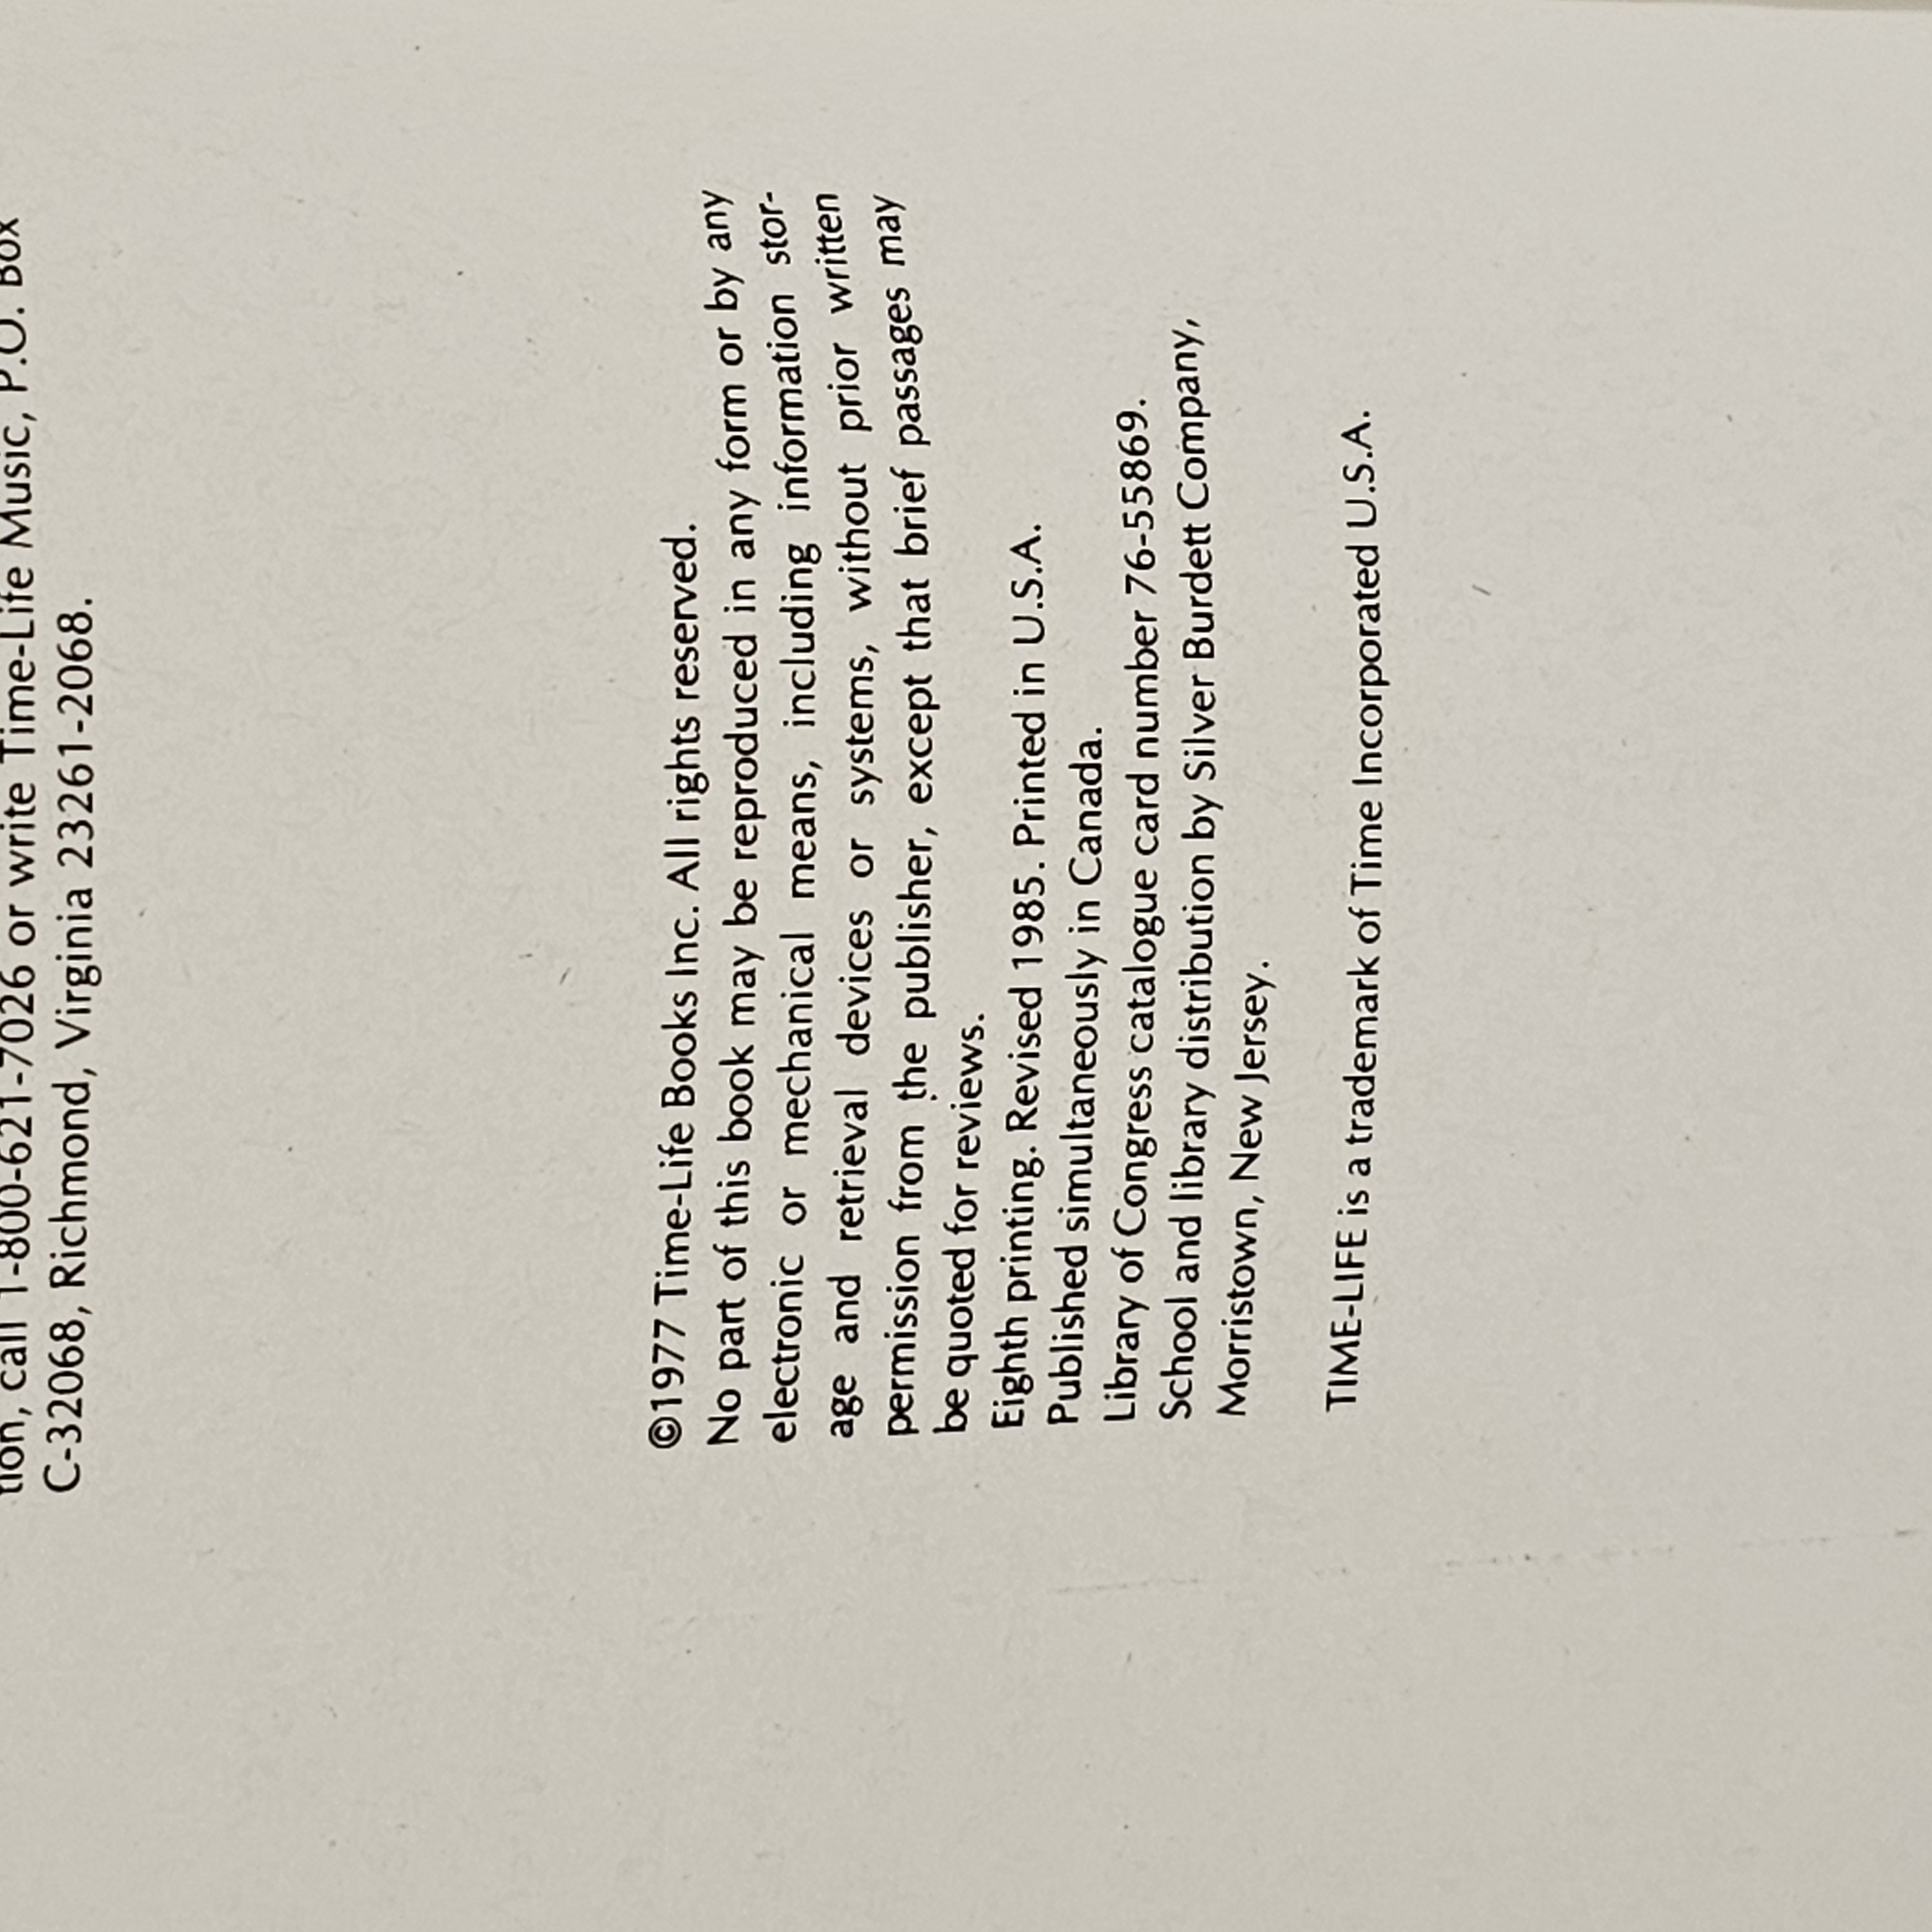 tion, call 1-800-621-7026 or write Time-Life Music, P.O. Box
C-32068, Richmond, Virginia 23261-2068.
©1977 Time-Life Books Inc. All rights reserved.
No part of this book may be reproduced in any form or by any
electronic or mechanical means, including information stor-
age and retrieval devices or systems, without prior written
permission from the publisher, except that brief passages may
be quoted for reviews.
Eighth printing. Revised 1985. Printed in U.S.A.
Published simultaneously in Canada.
Library of Congress catalogue card number 76-55869.
School and library distribution by Silver Burdett Company,
Morristown, New Jersey.
TIME-LIFE is a trademark of Time Incorporated U.S.A.